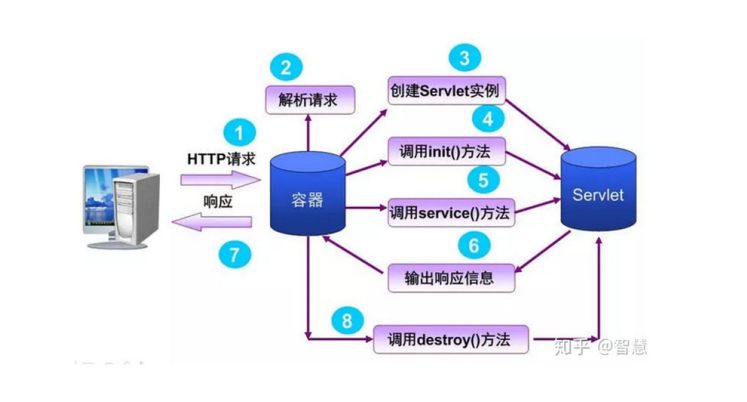 1
HTTP请求
2
解析请求
3
创建Servlet实例
4
调用init()方法
5
调用service()方法
6
输出响应信息
7
响应
8
调用destroy()方法
容器
Servlet
知乎 @智慧